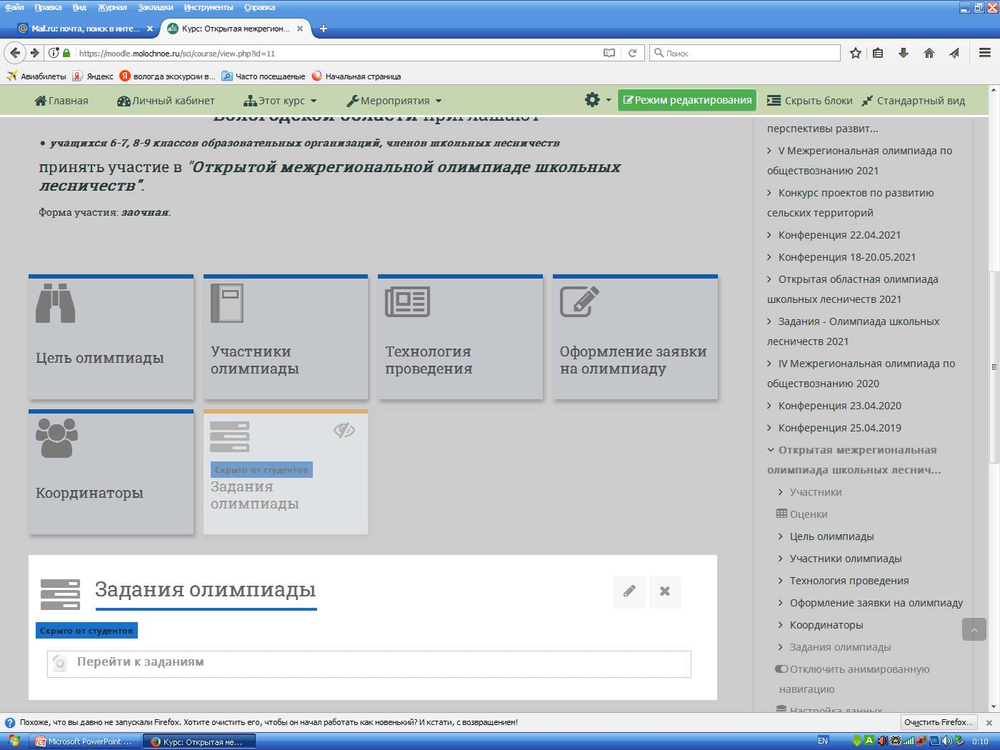 Файл Правка Вид Журнал Закладки Инструменты Справка
Mail.ru: почта, поиск в инте...
Курс: Открытая межрегион...
https://moodle.molochnoe.ru/sci/course/view.php?id=11
Поиск
Авиабилеты Яндекс вологда экскурсии в... Часто посещаемые Начальная страница
Главная Личный кабинет Этот курс Мероприятия Режим редактирования Скрыть блоки Стандартный вид
Вологодской области приглашают
• учащихся 6-7, 8-9 классов образовательных организаций, членов школьных лесничеств
принять участие в "Открытой межрегиональной олимпиаде школьных
лесничеств".
Форма участия: заочная.
Цель олимпиады
Участники
олимпиады
Технология
проведения
Оформление заявки
на олимпиаду
Координаторы
Скрыто от студентов
Задания
олимпиады
Задания олимпиады
Скрыто от студентов
Перейти к заданиям
перспективы развит...
V Межрегиональная олимпиада по
обществознанию 2021
Конкурс проектов по развитию
сельских территорий
Конференция 22.04.2021
Конференция 18-20.05.2021
Открытая областная олимпиада
школьных лесничеств 2021
Задания - Олимпиада школьных
лесничеств 2021
IV Межрегиональная олимпиада по
обществознанию 2020
Конференция 23.04.2020
Конференция 25.04.2019
Открытая межрегиональная
олимпиада школьных леснич...
Участники
Оценки
Цель олимпиады
Участники олимпиады
Технология проведения
Оформление заявки на олимпиаду
Координаторы
Задания олимпиады
Отключить анимированную
навигацию
Настройка данных
Похоже, что вы давно не запускали Firefox. Хотите очистить его, чтобы он начал работать как новенький? И кстати, с возвращением!
Очистить Firefox...
Microsoft PowerPoint ...
Курс: Открытая ме...
EN
0:10